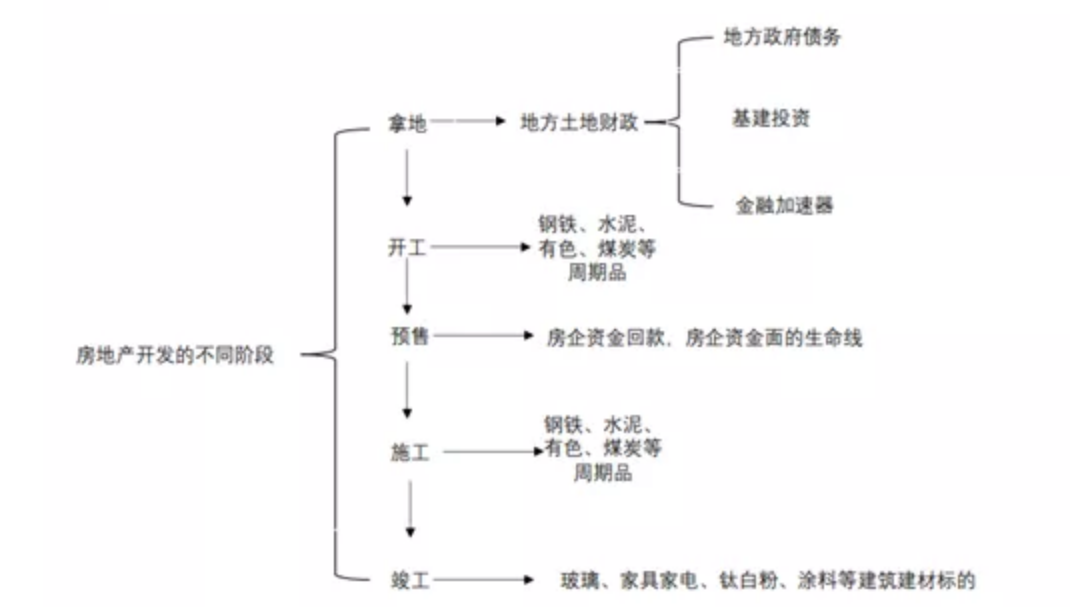 地方政府债务
基建投资
拿地
地方土地财政
金融加速器
钢铁、水泥、
开工
有色、煤炭等
周期品
预售
房企资金回款，房企资金面的生命线
房地产开发的不同阶段
钢铁、水泥、
施工
有色、煤炭等
周期品
竣工
玻璃、家具家电、钛白粉、涂料等建筑建材标的